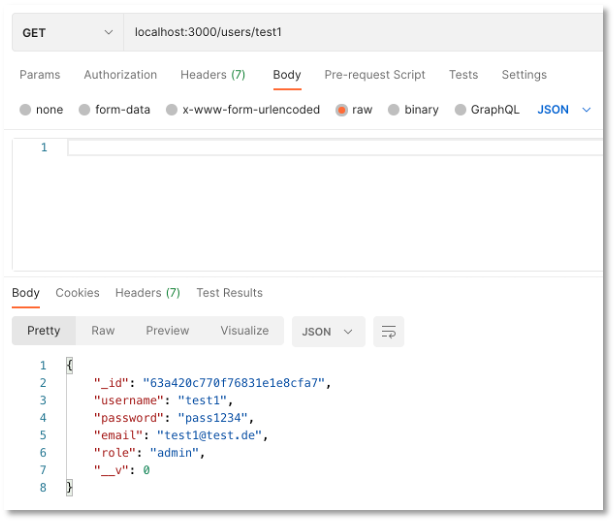 GET localhost:3000/users/test1
Params Authorization Headers (7) Body Pre-request Script Tests Settings
none form-data x-www-form-urlencoded raw binary GraphQL JSON
1
Body Cookies Headers (7) Test Results
Pretty Raw Preview Visualize JSON
1 {
2 "_id": "63a420c770f76831e1e8cfa7",
3 "username": "test1",
4 "password": "pass1234",
5 "email": "test1@test.de",
6 "role": "admin",
7 "__v": 0
8 }